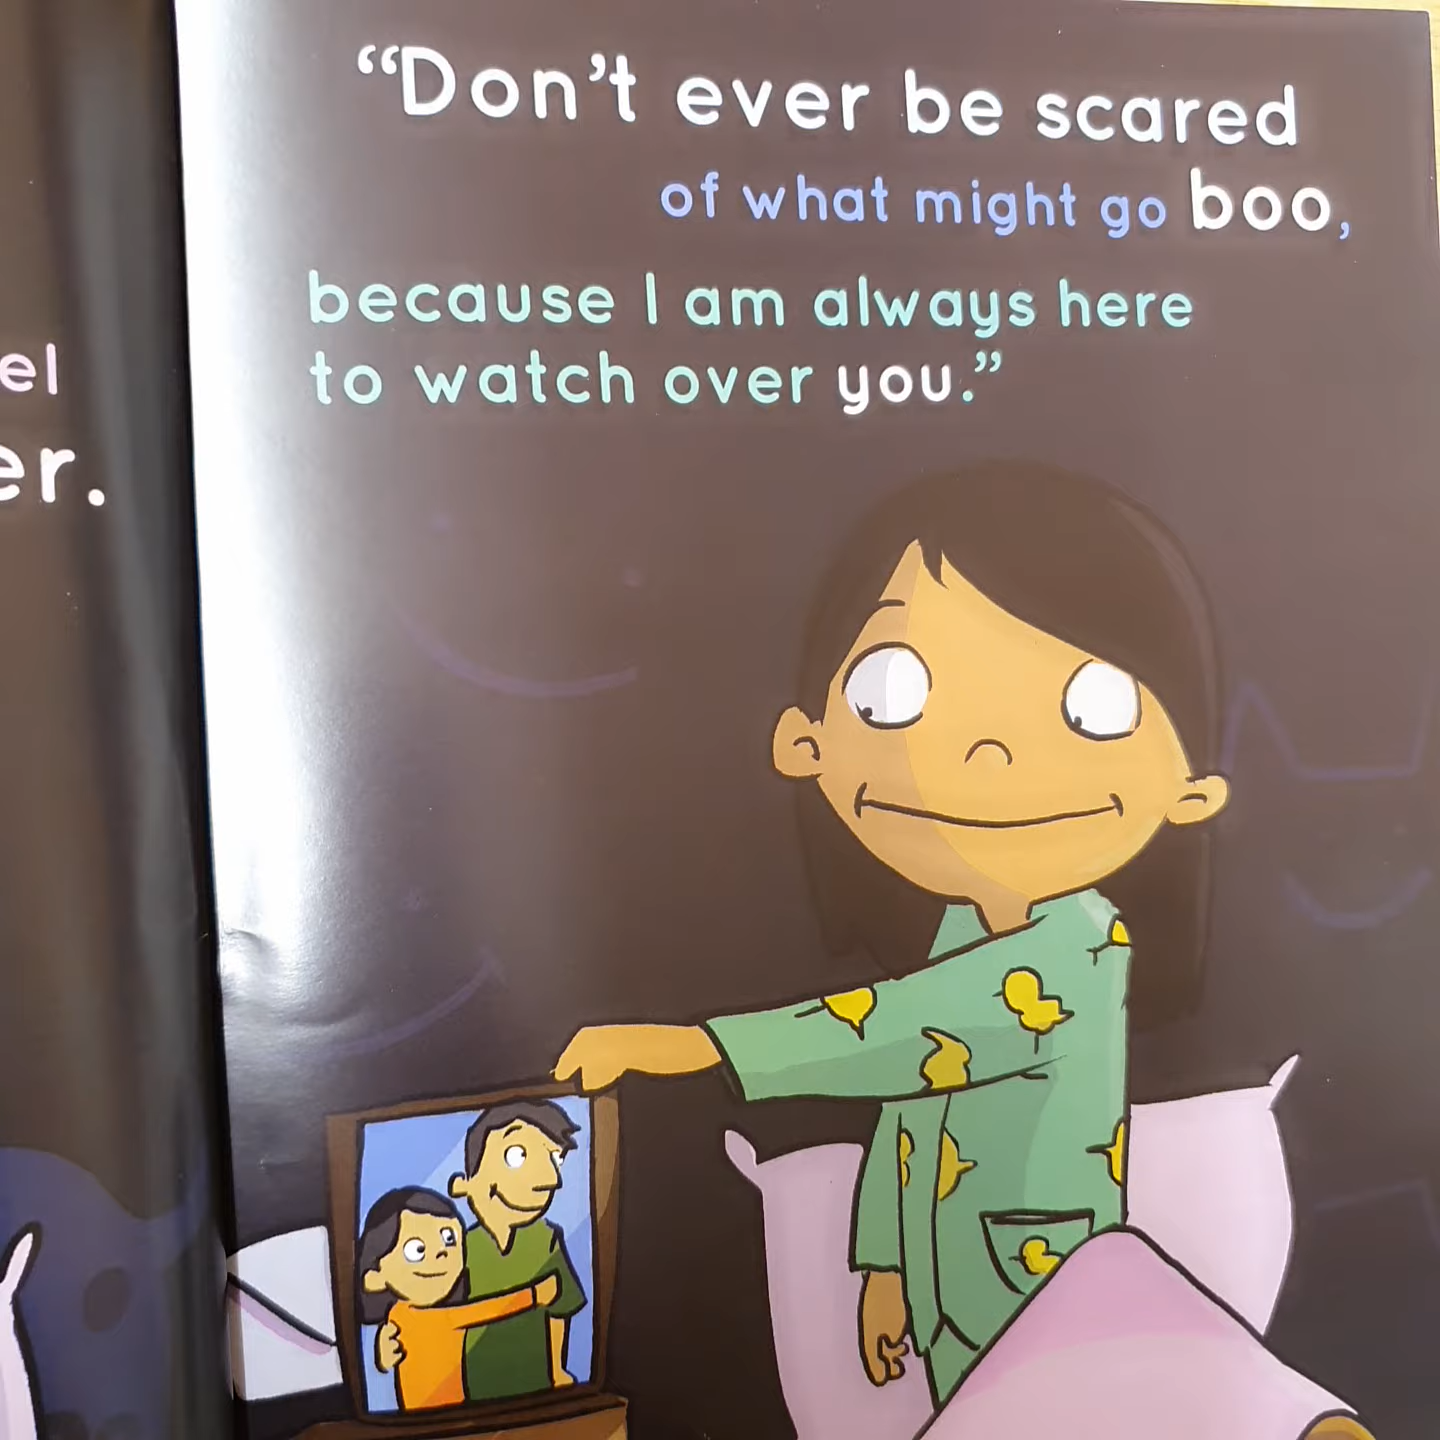 el
er.
“Don’t ever be scared
of what might go boo,
because I am always here
to watch over you.”